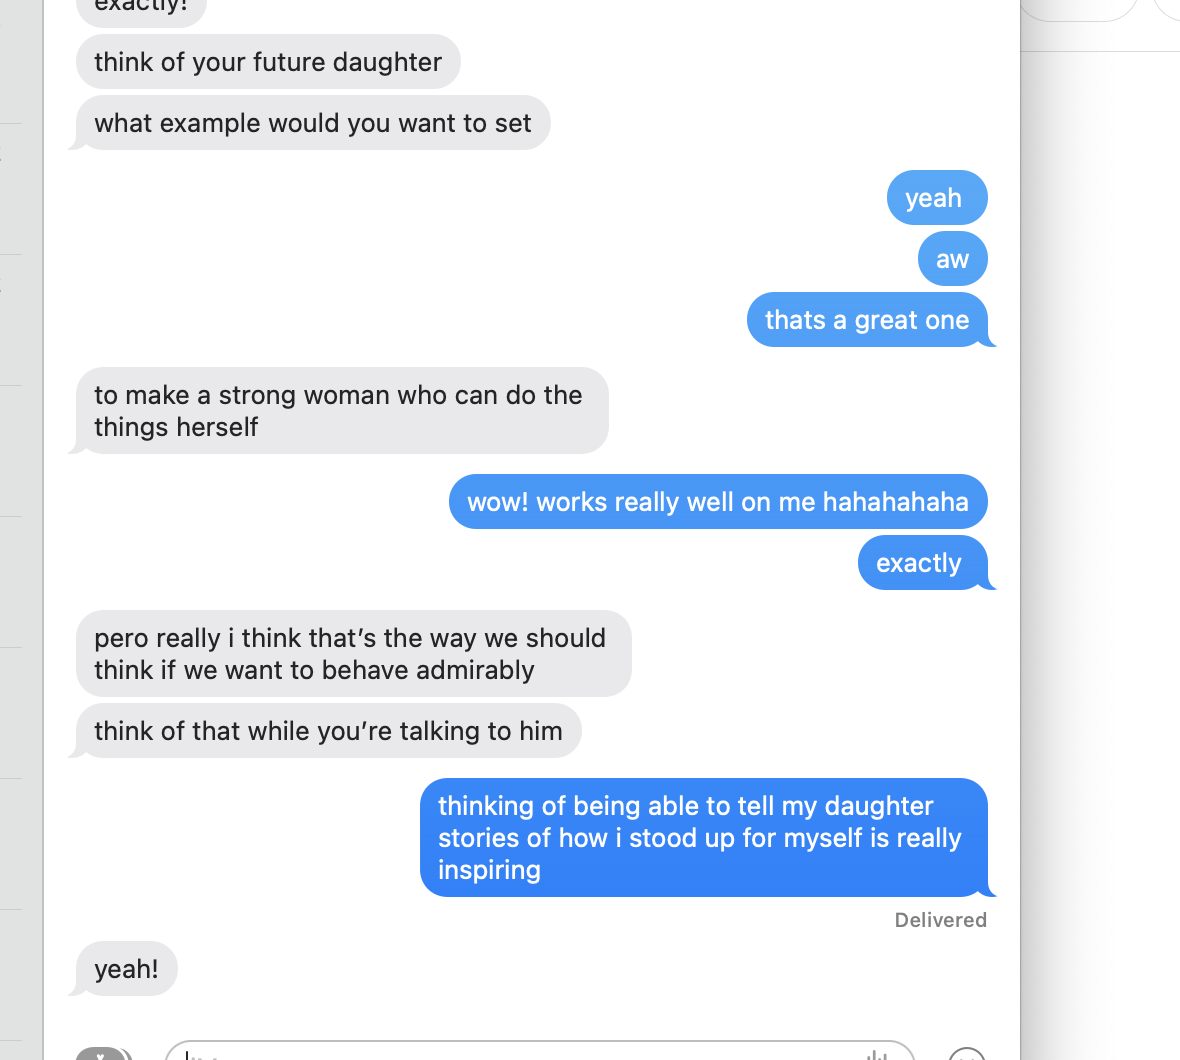 exactly!
think of your future daughter
what example would you want to set
yeah
aw
thats a great one
to make a strong woman who can do the
things herself
wow! works really well on me hahahahaha
exactly
pero really i think that’s the way we should
think if we want to behave admirably
think of that while you’re talking to him
thinking of being able to tell my daughter
stories of how i stood up for myself is really
inspiring
Delivered
yeah!